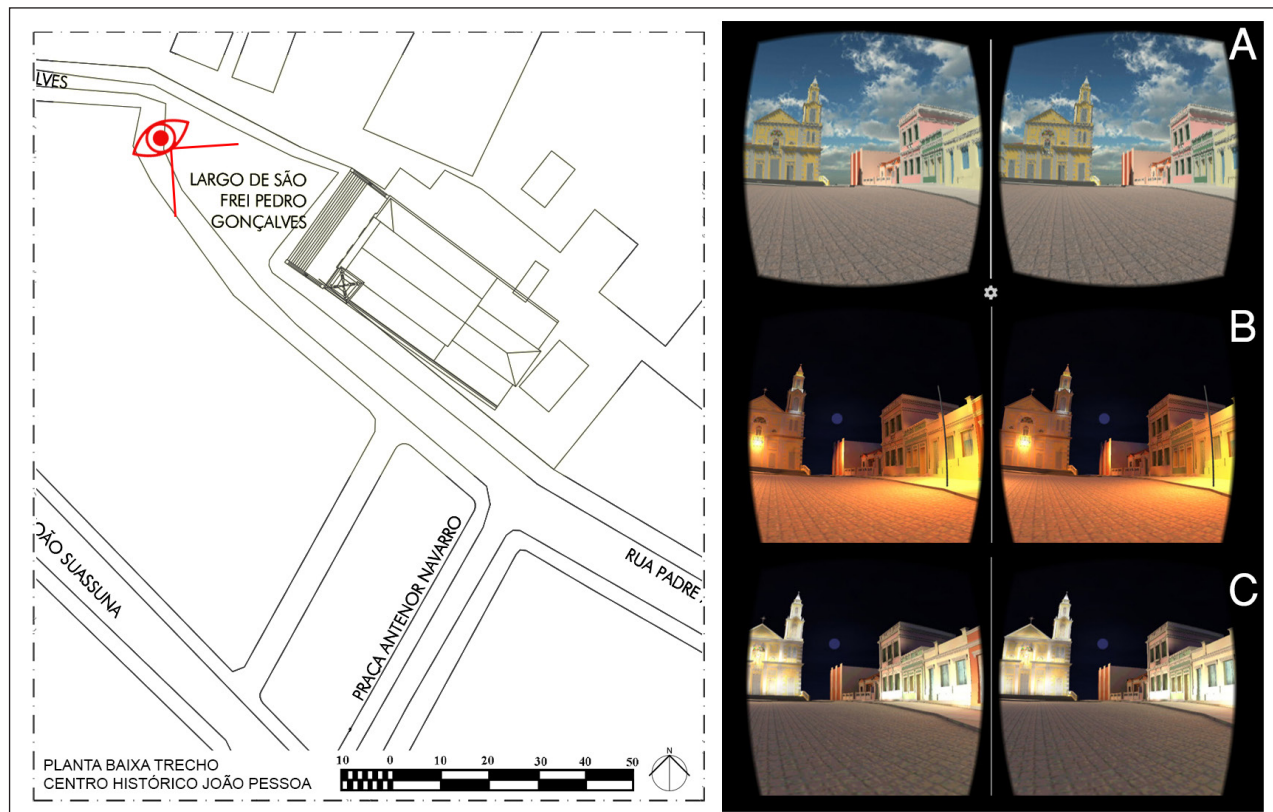 LVES
LARGO DE SÃO
FREI PEDRO
GONÇALVES
OÃO SUASSUNA
PRAÇA ANTENOR NAVARRO
RUA PADRE
PLANTA BAIXA TRECHO
CENTRO HISTÓRICO JOÃO PESSOA
10 0 10 20 30 40 50
N
A
B
C